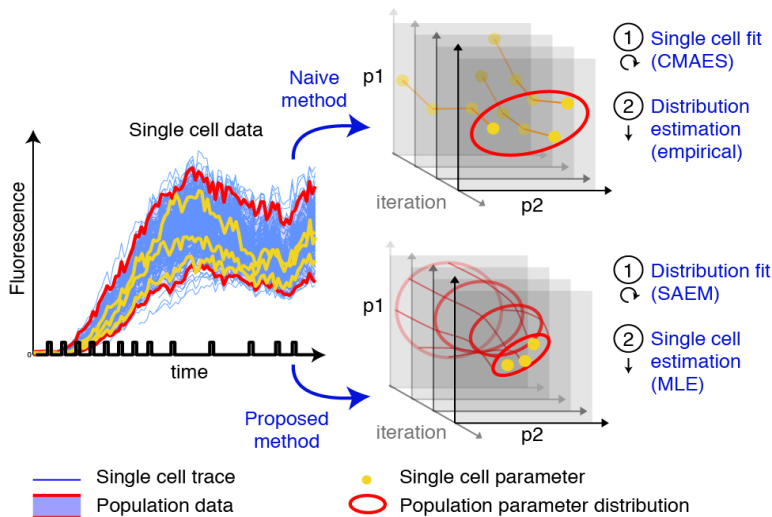 Single cell data
Fluorescence
0
time
Naive
method
Proposed
method
p1
iteration
p2
1 Single cell fit
(CMAES)
2 Distribution
estimation
(empirical)
p1
iteration
p2
1 Distribution fit
(SAEM)
2 Single cell
estimation
(MLE)
Single cell trace
Population data
Single cell parameter
Population parameter distribution